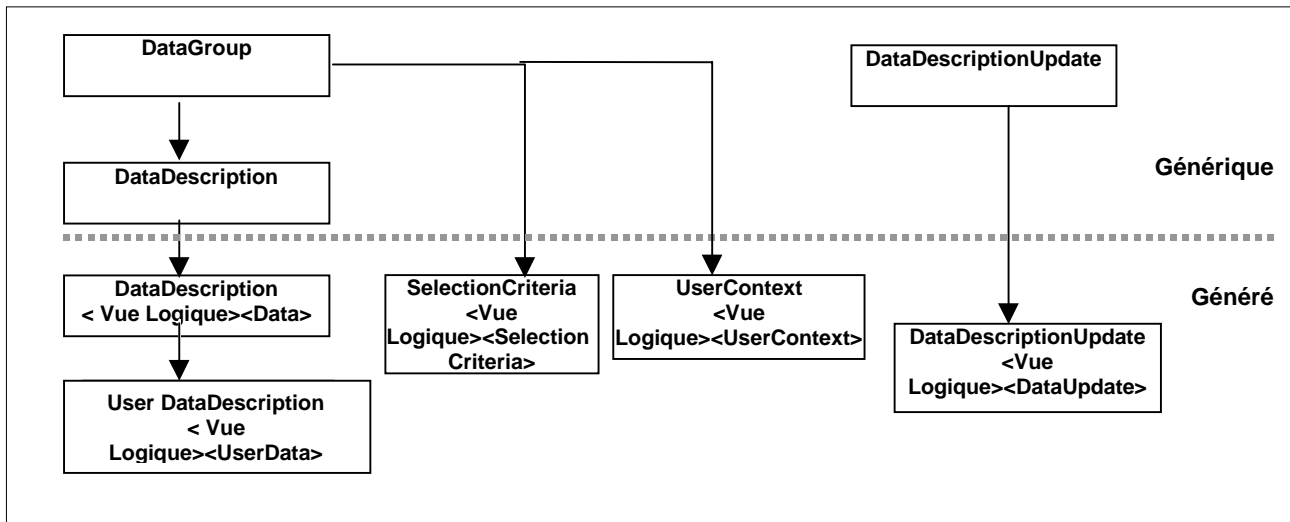 DataGroup
DataDescriptionUpdate
DataDescription
Générique
DataDescription
< Vue Logique><Data>
SelectionCriteria
<Vue
Logique><Selection
Criteria>
UserContext
<Vue
Logique><UserContext>
Généré
DataDescriptionUpdate
<Vue
Logique><DataUpdate>
User DataDescription
< Vue
Logique><UserData>